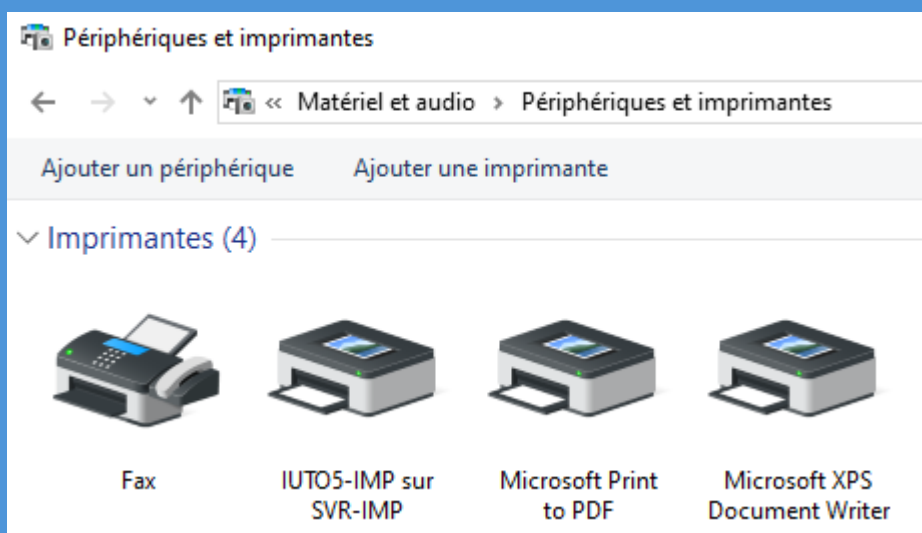 Périphériques et imprimantes
« Matériel et audio > Périphériques et imprimantes
Ajouter un périphérique Ajouter une imprimante
Imprimantes (4)
Fax
IUTO5-IMP sur
SVR-IMP
Microsoft Print
to PDF
Microsoft XPS
Document Writer